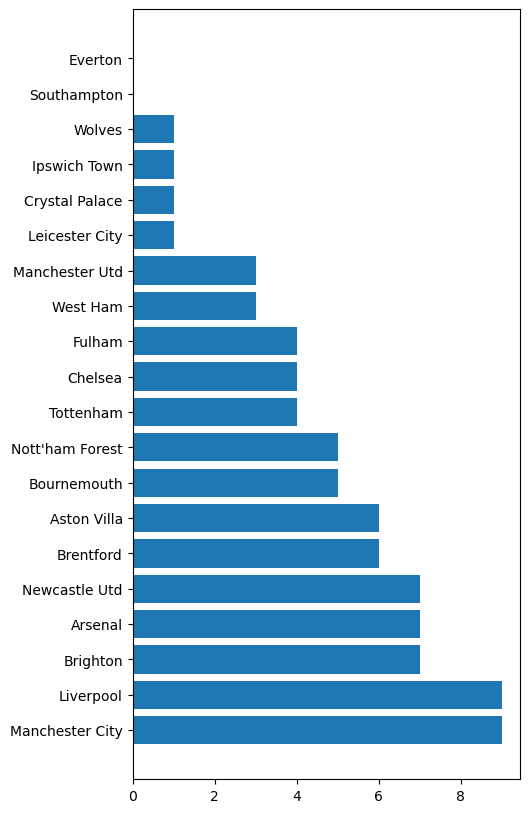 Everton
Southampton
Wolves
Ipswich Town
Crystal Palace
Leicester City
Manchester Utd
West Ham
Fulham
Chelsea
Tottenham
Nott'ham Forest
Bournemouth
Aston Villa
Brentford
Newcastle Utd
Arsenal
Brighton
Liverpool
Manchester City
0 2 4 6 8